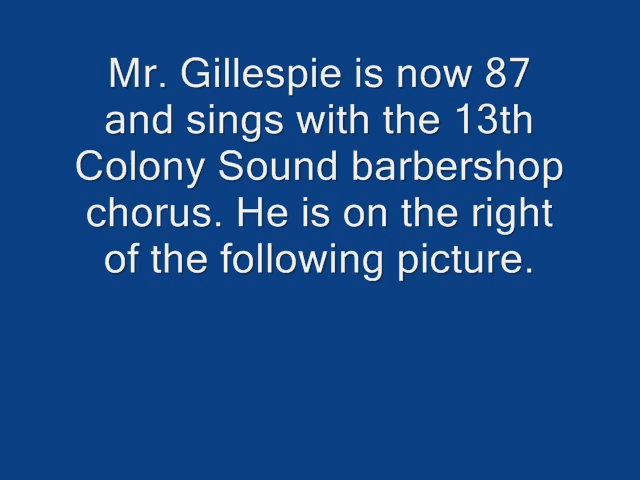 Mr. Gillespie is now 87
and sings with the 13th
Colony Sound barbershop
chorus. He is on the right
of the following picture.